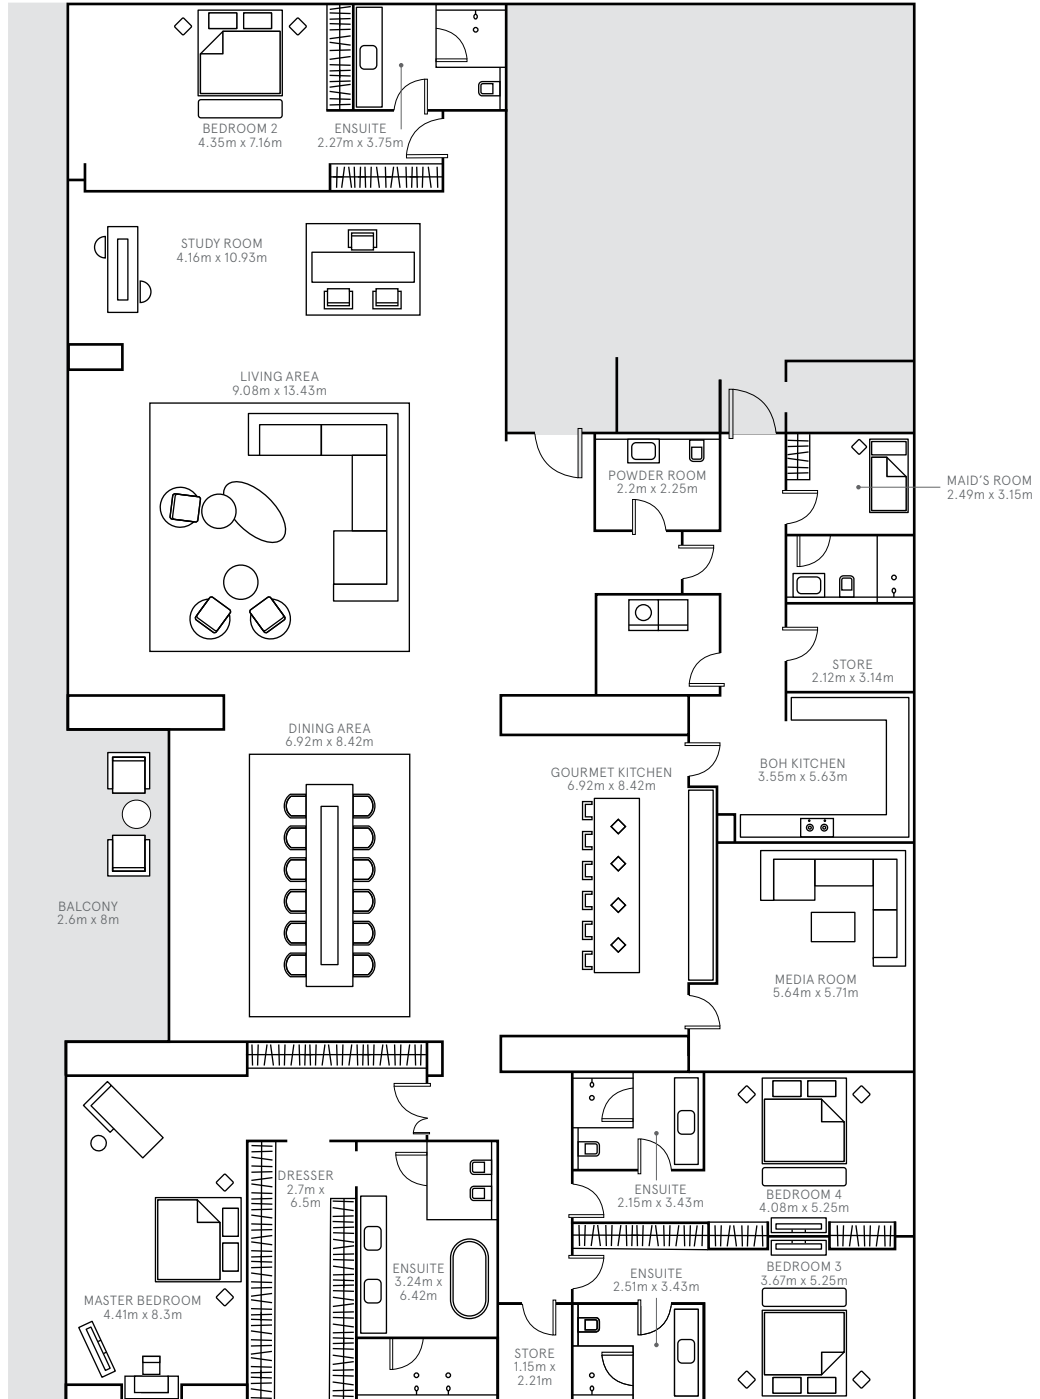 BEDROOM 2
4.35m x 7.16m
ENSUITE
2.27m x 3.75m
STUDY ROOM
4.16m x 10.93m
LIVING AREA
9.08m x 13.43m
POWDER ROOM
2.2m x 2.25m
MAID'S ROOM
2.49m x 3.15m
STORE
2.12m x 3.14m
DINING AREA
6.92m x 8.42m
GOURMET KITCHEN
6.92m x 8.42m
BOH KITCHEN
3.55m x 5.63m
BALCONY
2.6m x 8m
MEDIA ROOM
5.64m x 5.71m
DRESSER
2.7m x
6.5m
ENSUITE
2.15m x 3.43m
BEDROOM 4
4.08m x 5.25m
ENSUITE
3.24m x
6.42m
ENSUITE
2.51m x 3.43m
BEDROOM 3
3.67m x 5.25m
MASTER BEDROOM
4.41m x 8.3m
STORE
1.15m x
2.21m